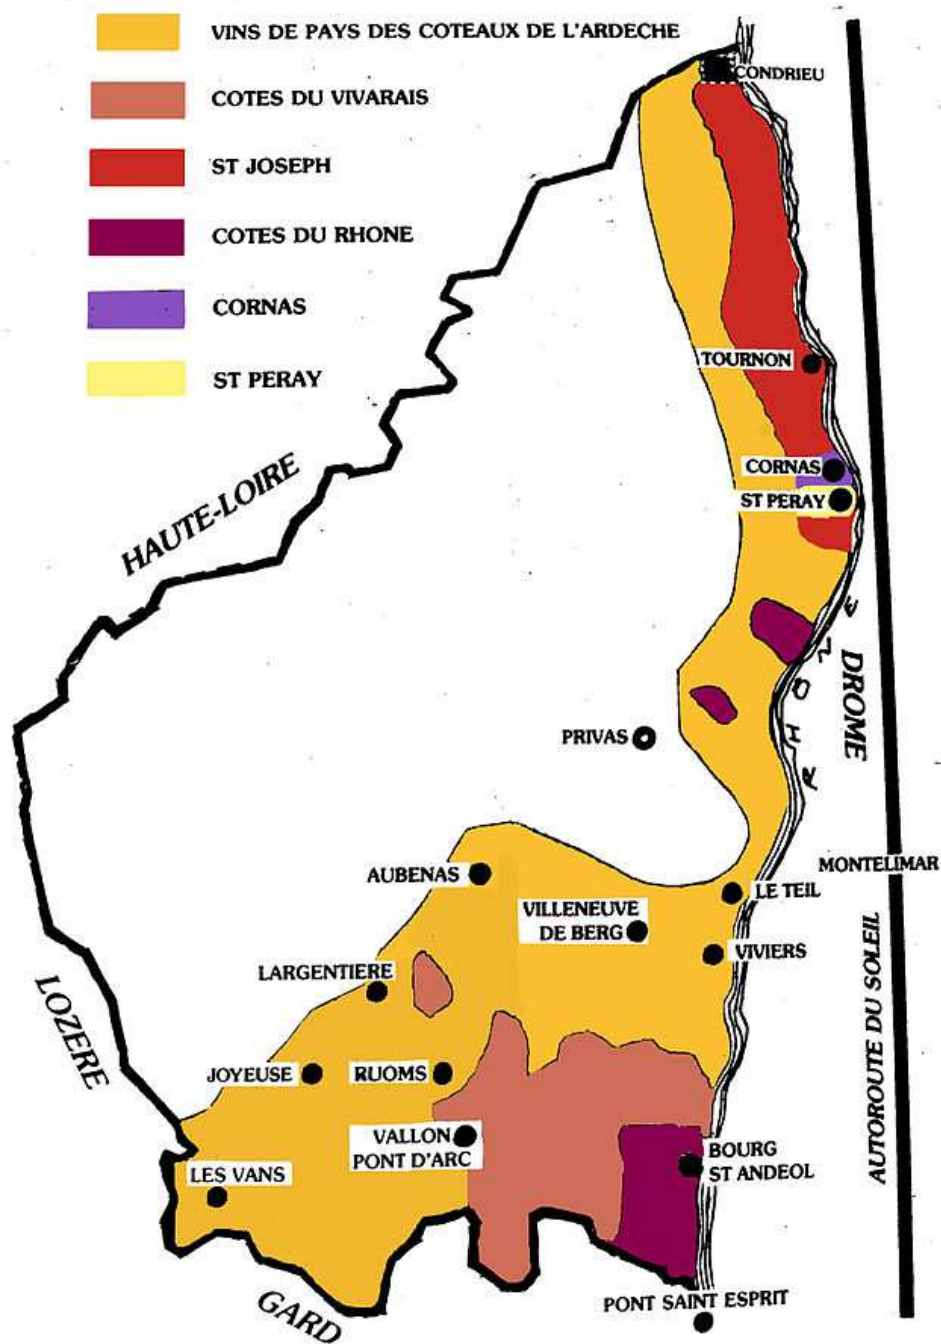 VINS DE PAYS DES COTEAUX DE L'ARDECHE
COTES DU VIVARAIS
ST JOSEPH
COTES DU RHONE
CORNAS
ST PERAY
CONDRIEU
TOURNON
CORNAS
ST PERAY
HAUTE-LOIRE
RHONE
DROME
PRIVAS
MONTELIMAR
AUBENAS
LE TEIL
VILLENEUVE
DE BERG
VIVIERS
LARGENTIERE
AUTOROUTE DU SOLEIL
LOZERE
JOYEUSE
RUOMS
VALLON
PONT D'ARC
BOURG
ST ANDEOL
LES VANS
PONT SAINT ESPRIT
GARD